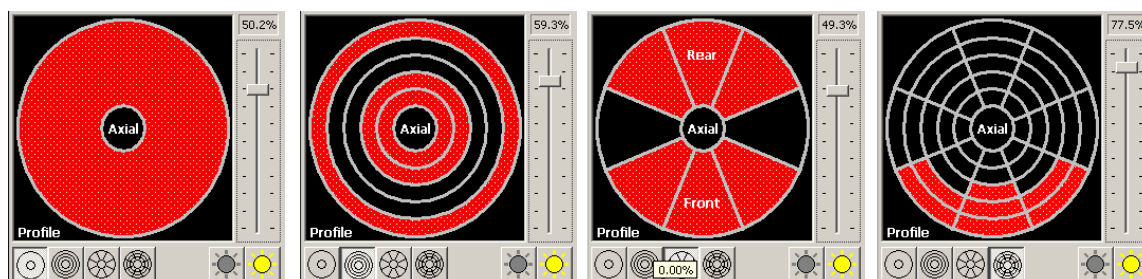 50.2%
Axial
Profile
59.3%
Axial
Profile
49.3%
Rear
Axial
Front
Profile
0.00%
77.5%
Axial
Profile